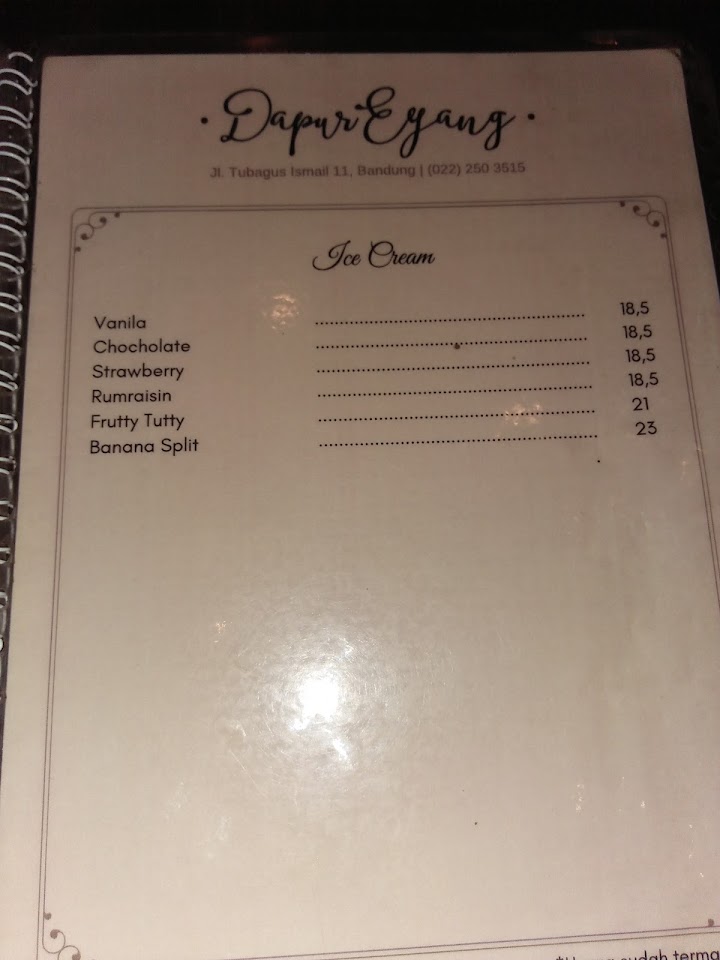 · Dapur Eyang ·
Jl. Tubagus Ismail 11, Bandung | (022) 250 3515
Ice Cream
Vanila ........................................................ 18,5
Chocholate ........................................................ 18,5
Strawberry ........................................................ 18,5
Rumraisin ........................................................ 18,5
Frutty Tutty ........................................................ 21
Banana Split ........................................................ 23
sudah